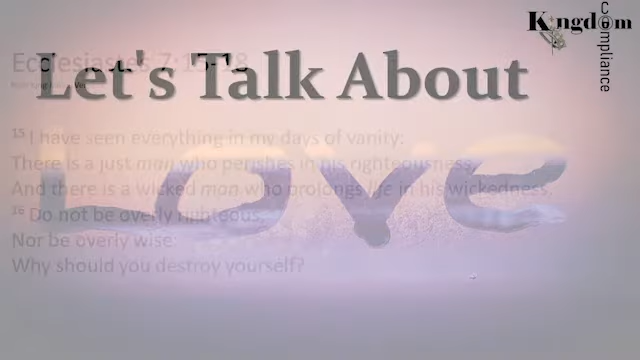 Kingdom
Compliance
Let's Talk About
LOVE
Ecclesiastes 7:15-18
15 I have seen everything in my days of vanity:
There is a just man who perishes in his righteousness,
And there is a wicked man who prolongs life in his wickedness.
16 Do not be overly righteous,
Nor be overly wise:
Why should you destroy yourself?